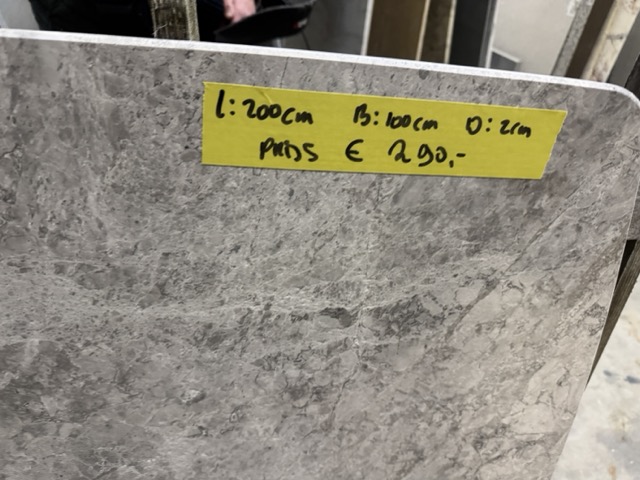 L: 200cm B: 100cm D: 2cm
Prijs € 290,-